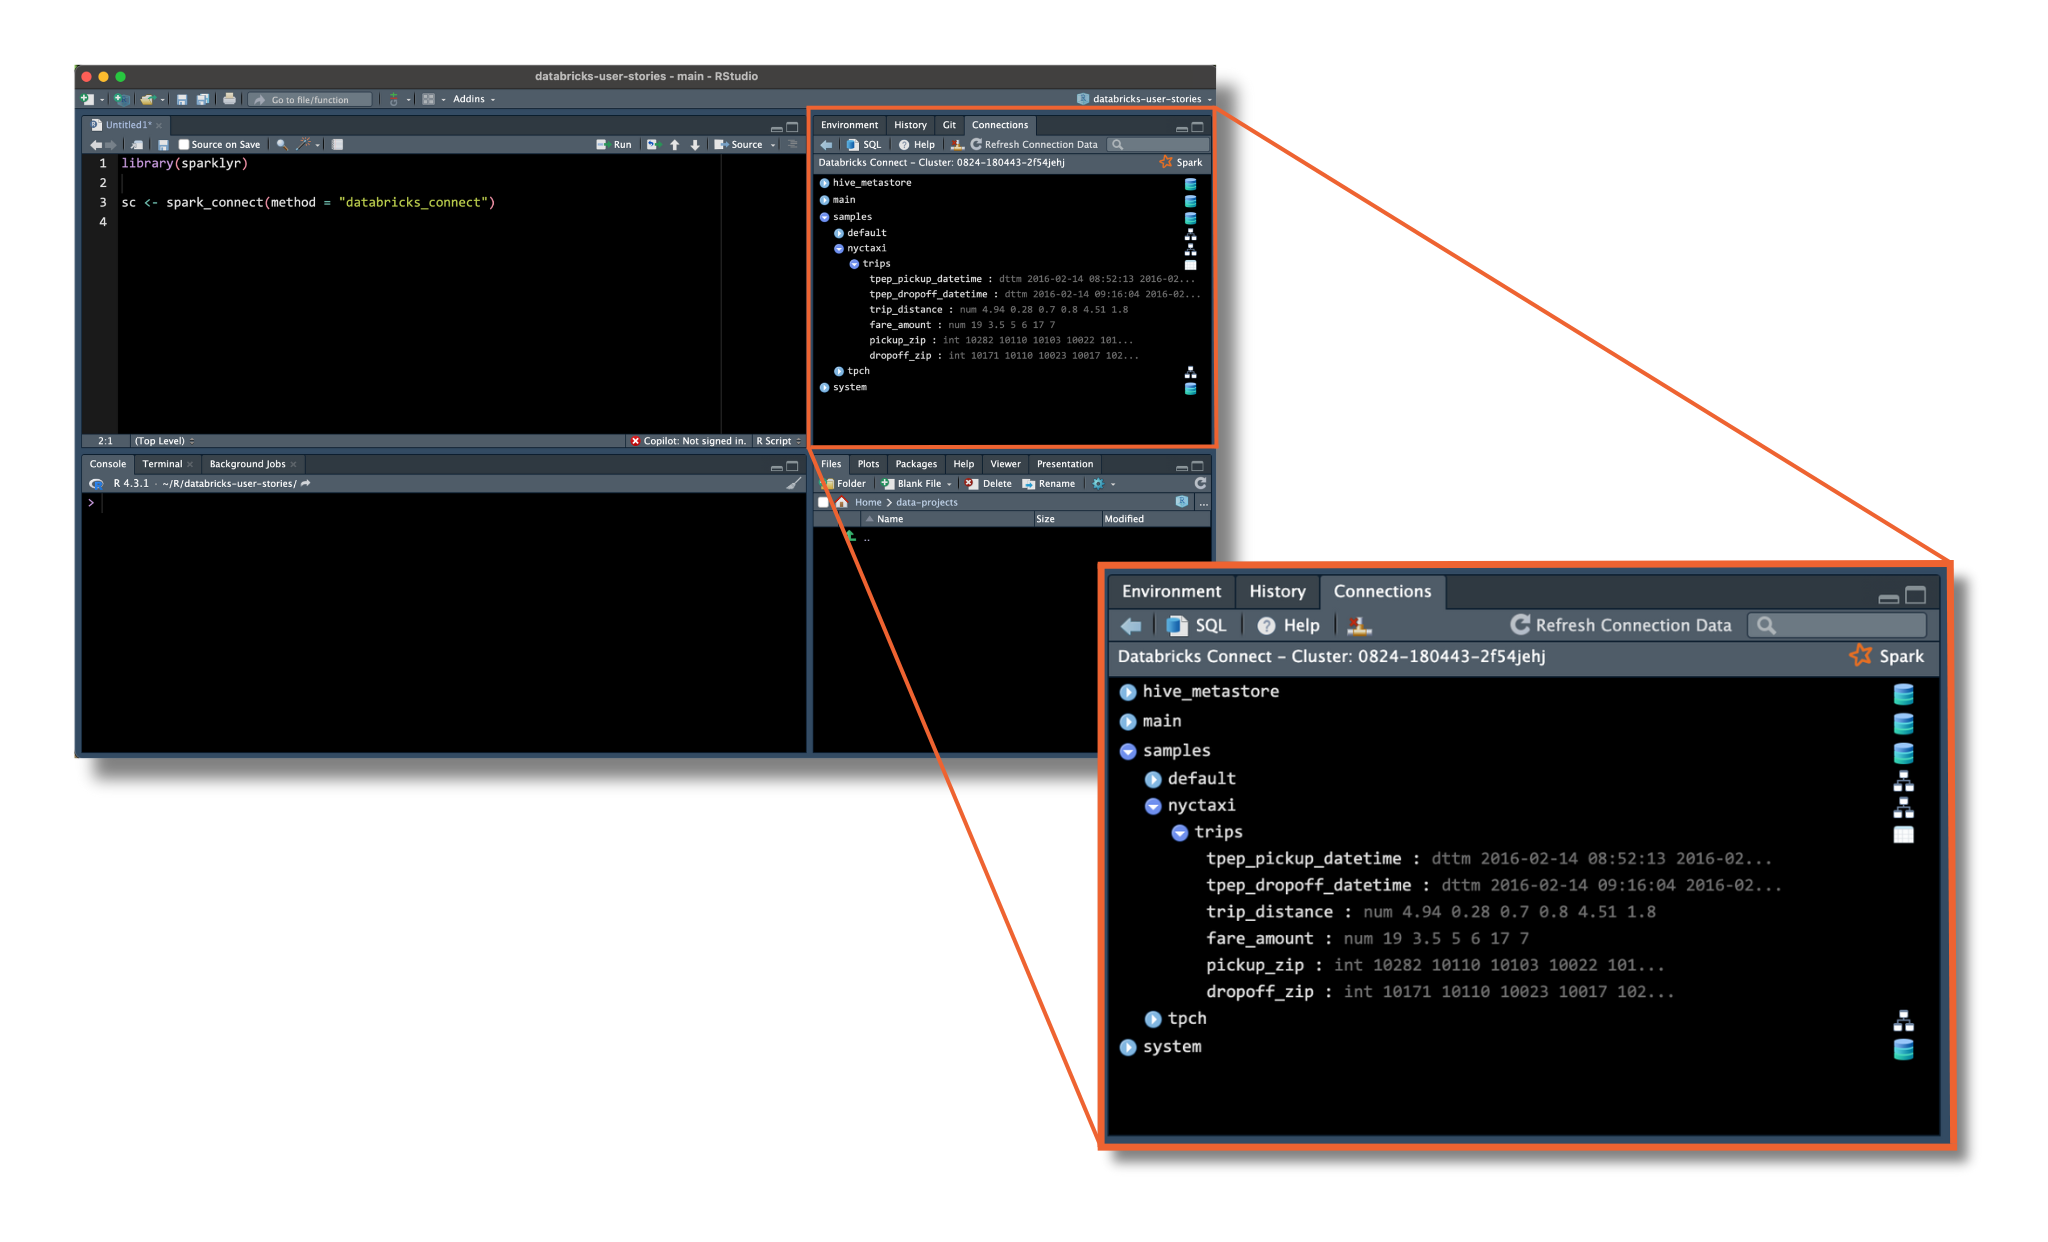 databricks-user-stories - main - RStudio
Go to file/function Addins databricks-user-stories
Untitled1*
Source on Save Run Source
1 library(sparklyr)
2
3 sc <- spark_connect(method = "databricks_connect")
4
2:1 (Top Level) Copilot: Not signed in. R Script
Environment History Git Connections
SQL Help Refresh Connection Data
Databricks Connect – Cluster: 0824-180443-2f54jehj Spark
hive_metastore
main
samples
default
nyctaxi
trips
tpep_pickup_datetime : dttm 2016-02-14 08:52:13 2016-02...
tpep_dropoff_datetime : dttm 2016-02-14 09:16:04 2016-02...
trip_distance : num 4.94 0.28 0.7 0.8 4.51 1.8
fare_amount : num 19 3.5 5 6 17 7
pickup_zip : int 10282 10110 10103 10022 101...
dropoff_zip : int 10171 10110 10023 10017 102...
tpch
system
Console Terminal Background Jobs
R 4.3.1 · ~/R/databricks-user-stories/
>
Files Plots Packages Help Viewer Presentation
Folder Blank File Delete Rename
Home data-projects ...
Name Size Modified
..
Environment History Connections
SQL Help Refresh Connection Data
Databricks Connect – Cluster: 0824-180443-2f54jehj Spark
hive_metastore
main
samples
default
nyctaxi
trips
tpep_pickup_datetime : dttm 2016-02-14 08:52:13 2016-02...
tpep_dropoff_datetime : dttm 2016-02-14 09:16:04 2016-02...
trip_distance : num 4.94 0.28 0.7 0.8 4.51 1.8
fare_amount : num 19 3.5 5 6 17 7
pickup_zip : int 10282 10110 10103 10022 101...
dropoff_zip : int 10171 10110 10023 10017 102...
tpch
system